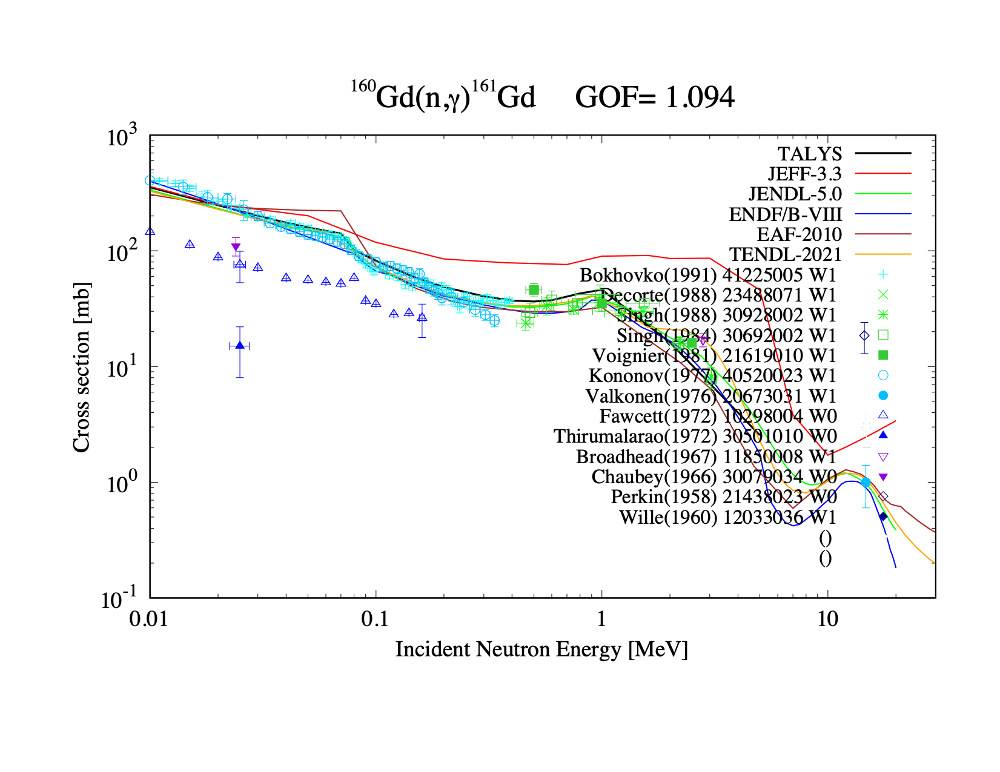 160Gd(n,γ)161Gd GOF= 1.094
10^3
10^2
10^1
10^0
10^-1
Cross section [mb]
TALYS
JEFF-3.3
JENDL-5.0
ENDF/B-VIII
EAF-2010
TENDL-2021
Bokhovko(1991) 41225005 W1
Decorte(1988) 23488071 W1
Singh(1988) 30928002 W1
Singh(1984) 30692002 W1
Voignier(1981) 21619010 W1
Kononov(1977) 40520023 W1
Valkonen(1976) 20673031 W1
Fawcett(1972) 10298004 W0
Thirumalarao(1972) 30501010 W0
Broadhead(1967) 11850008 W1
Chaubey(1966) 30079034 W0
Perkin(1958) 21438023 W0
Wille(1960) 12033036 W1
()
()
0.01 0.1 1 10
Incident Neutron Energy [MeV]